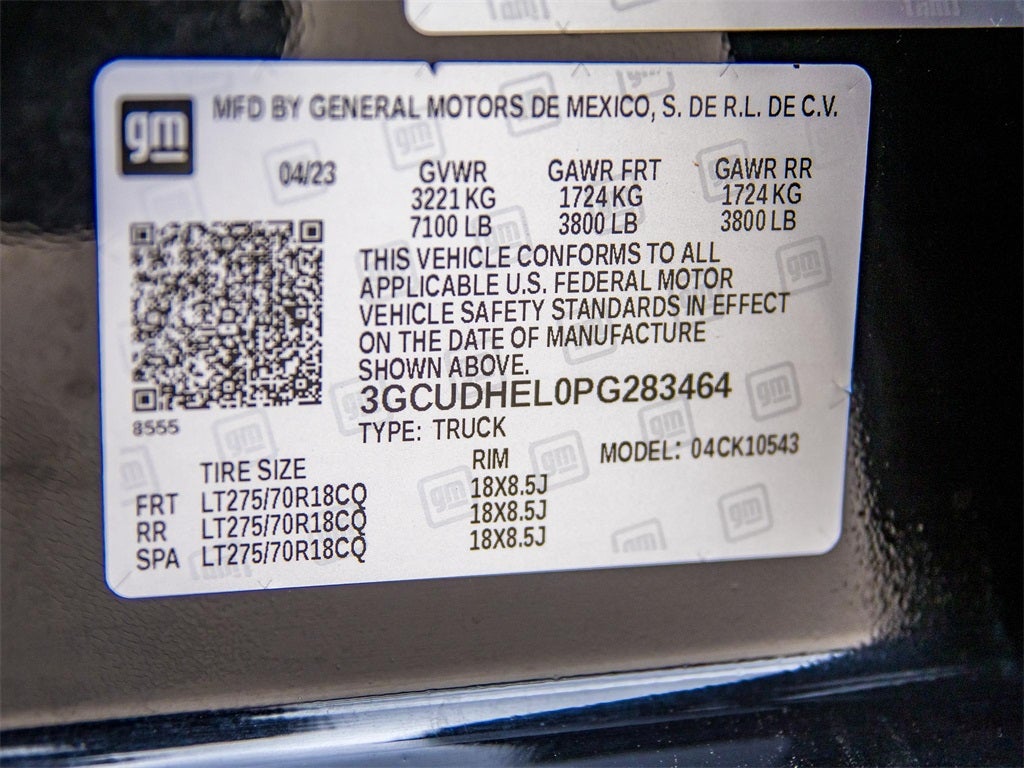 gm MFD BY GENERAL MOTORS DE MEXICO, S. DE R.L. DE C.V.
04/23 GVWR GAWR FRT GAWR RR
3221 KG 1724 KG 1724 KG
7100 LB 3800 LB 3800 LB
THIS VEHICLE CONFORMS TO ALL
APPLICABLE U.S. FEDERAL MOTOR
VEHICLE SAFETY STANDARDS IN EFFECT
ON THE DATE OF MANUFACTURE
SHOWN ABOVE.
3GCUDHEL0PG283464
8555
TYPE: TRUCK
TIRE SIZE RIM MODEL: 04CK10543
FRT LT275/70R18CQ 18X8.5J
RR LT275/70R18CQ 18X8.5J
SPA LT275/70R18CQ 18X8.5J